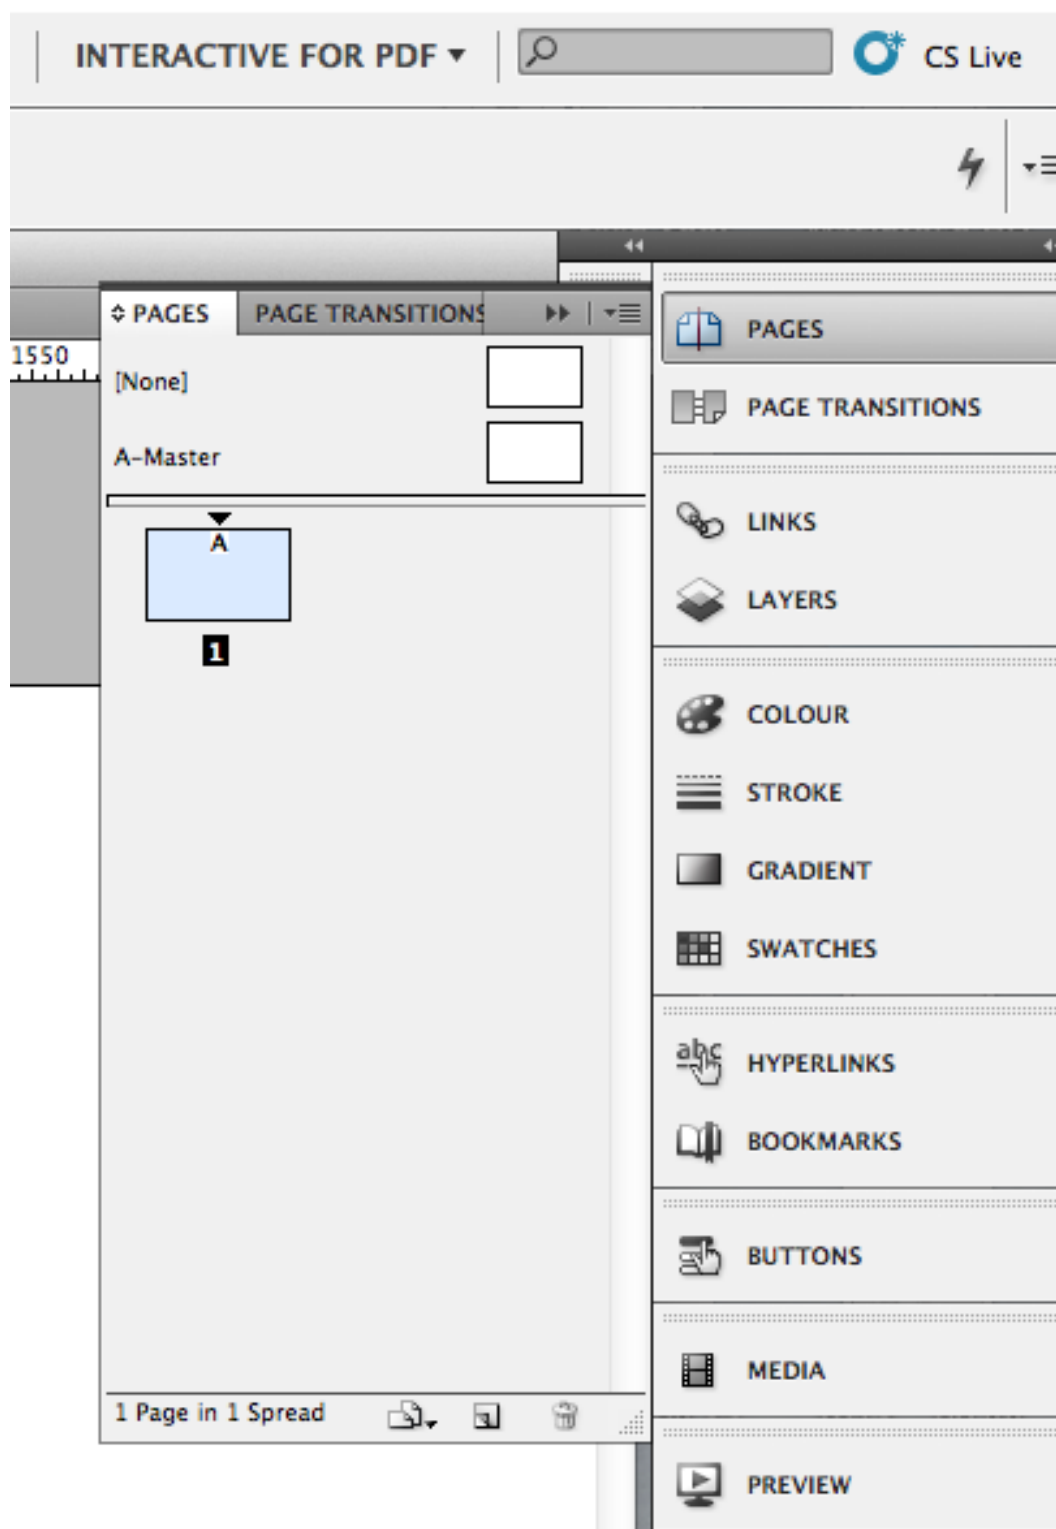 INTERACTIVE FOR PDF
CS Live
PAGES
PAGE TRANSITIONS
1550
[None]
A-Master
A
1
1 Page in 1 Spread
PAGES
PAGE TRANSITIONS
LINKS
LAYERS
COLOUR
STROKE
GRADIENT
SWATCHES
abc
HYPERLINKS
BOOKMARKS
BUTTONS
MEDIA
PREVIEW